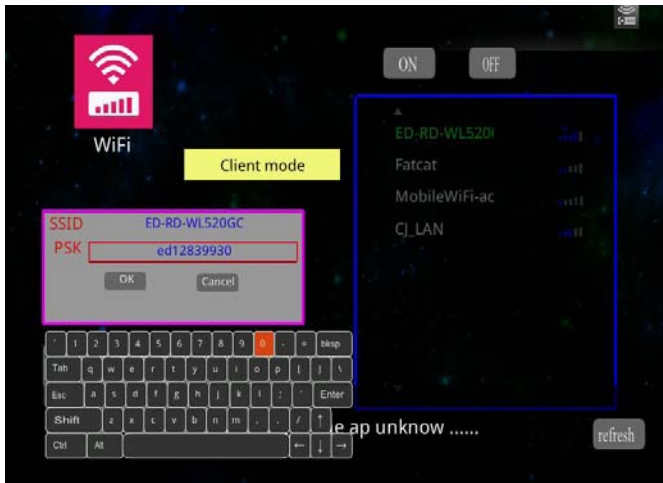 WiFi
Client mode
ON OFF
ED-RD-WL520
Fatcat
MobileWiFi-ac
CJ_LAN
SSID ED-RD-WL520GC
PSK ed12839930
OK Cancel
` 1 2 3 4 5 6 7 8 9 0 - = bksp
Tab q w e r t y u i o p [ ] \
Esc a s d f g h j k l ; ' Enter
Shift z x c v b n m , . / ↑
Ctrl Alt ← ↓ →
e ap unknow ......
refresh